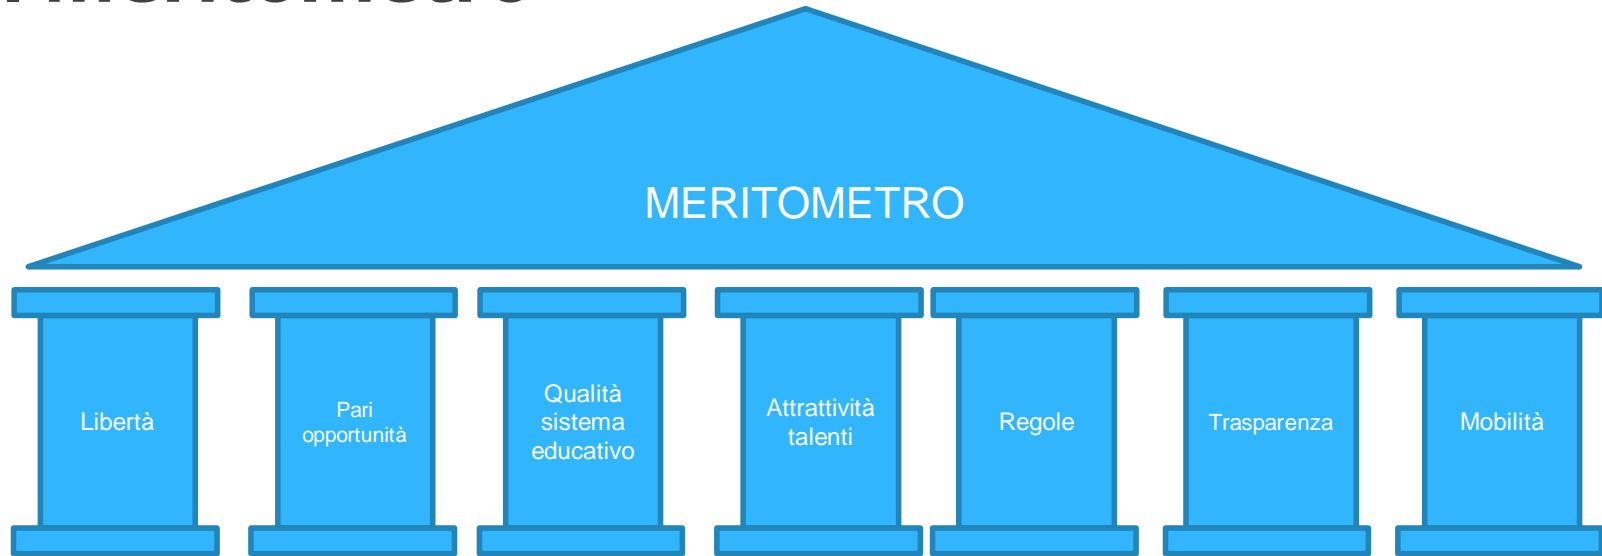 MERITOMETRO
Libertà
Pari
opportunità
Qualità
sistema
educativo
Attrattività
talenti
Regole
Trasparenza
Mobilità